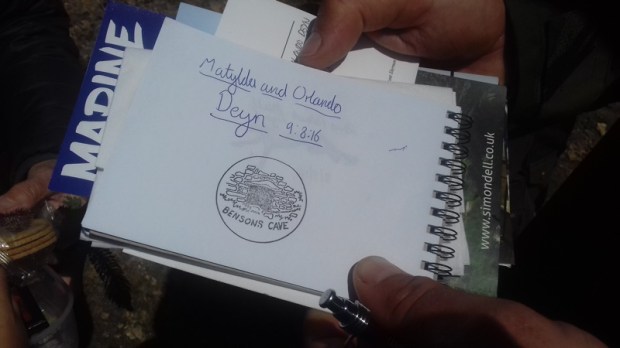 MARINE
Matylda and Orlando
Deyn 9.8.16
BENSONS CAVE
www.simondell.co.uk